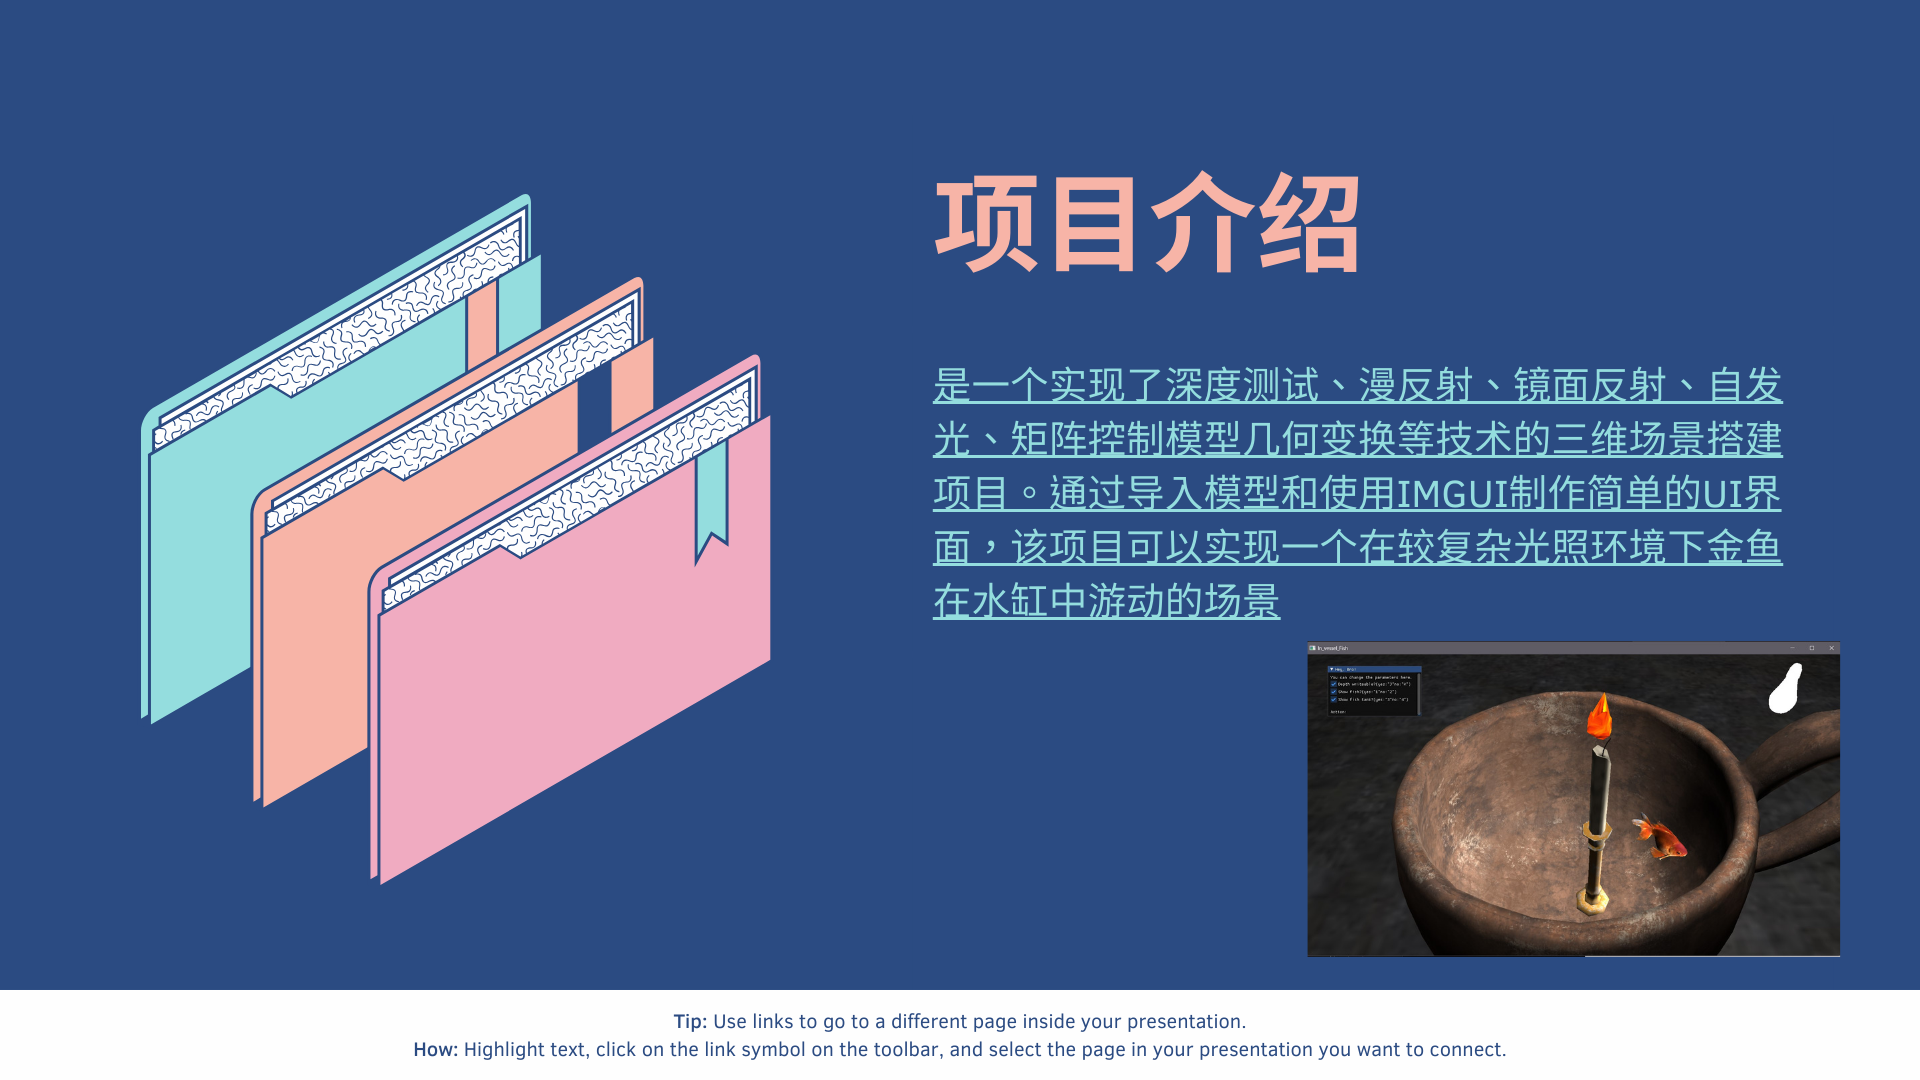 项目介绍
是一个实现了深度测试、漫反射、镜面反射、自发
光、矩阵控制模型几何变换等技术的三维场景搭建
项目。通过导入模型和使用IMGUI制作简单的UI界
面，该项目可以实现一个在较复杂光照环境下金鱼
在水缸中游动的场景
You can change the parameters here.
Tip: Use links to go to a different page inside your presentation.
How: Highlight text, click on the link symbol on the toolbar, and select the page in your presentation you want to connect.